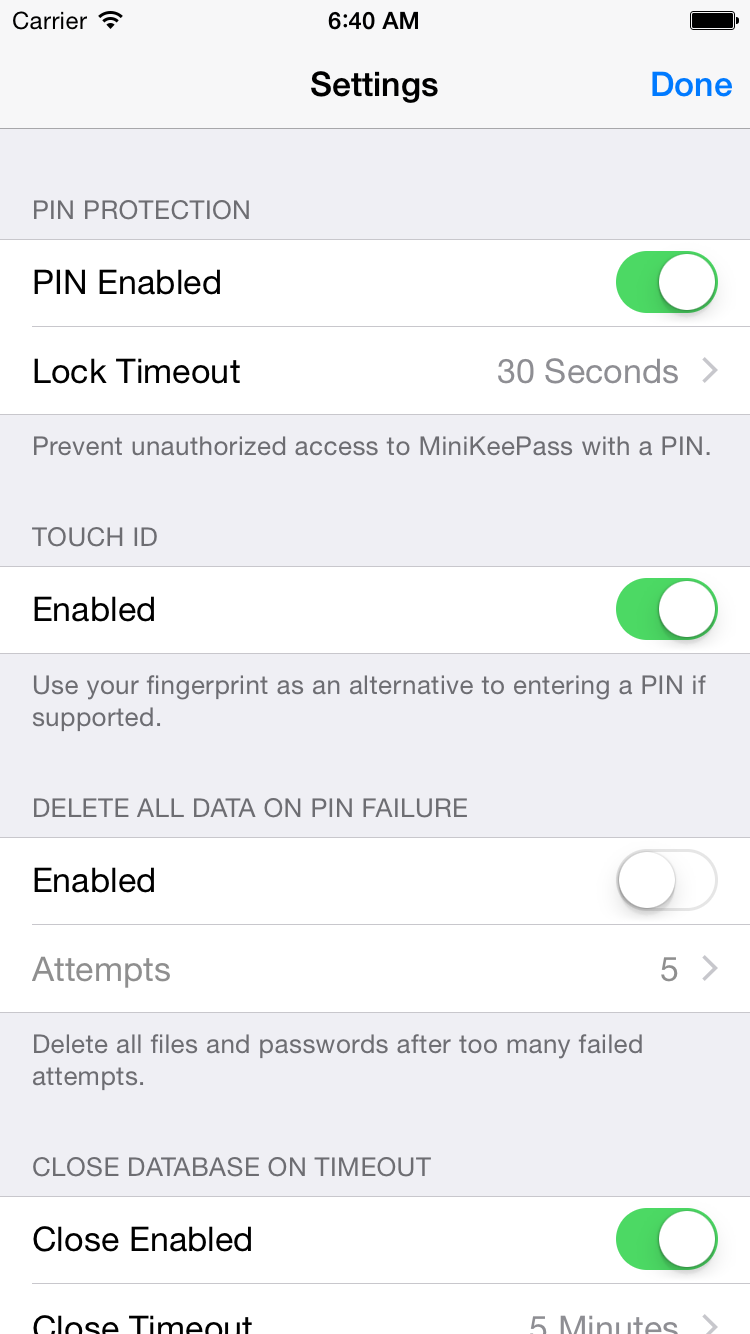 Carrier 6:40 AM
Settings Done
PIN PROTECTION
PIN Enabled
Lock Timeout 30 Seconds
Prevent unauthorized access to MiniKeePass with a PIN.
TOUCH ID
Enabled
Use your fingerprint as an alternative to entering a PIN if
supported.
DELETE ALL DATA ON PIN FAILURE
Enabled
Attempts 5
Delete all files and passwords after too many failed
attempts.
CLOSE DATABASE ON TIMEOUT
Close Enabled
Close Timeout 5 Minutes